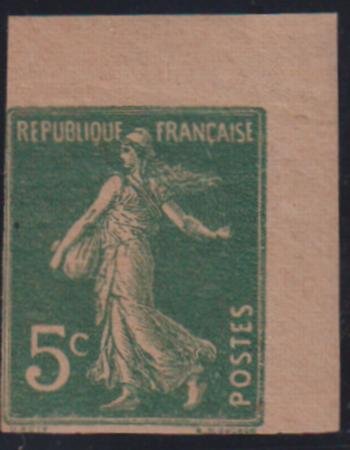 REPUBLIQUE FRANÇAISE
5c
POSTES